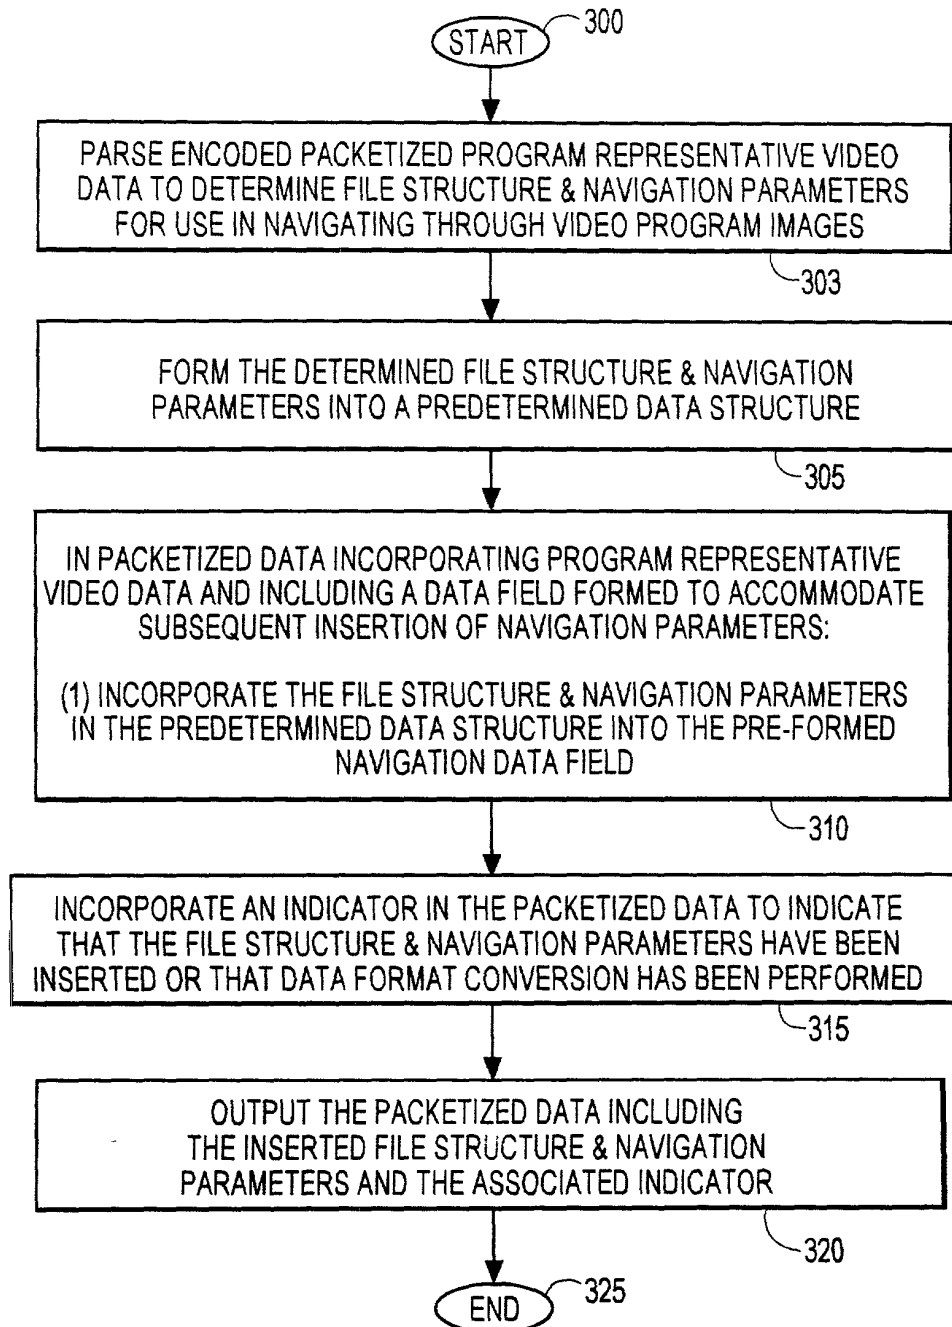 START
300
PARSE ENCODED PACKETIZED PROGRAM REPRESENTATIVE VIDEO
DATA TO DETERMINE FILE STRUCTURE & NAVIGATION PARAMETERS
FOR USE IN NAVIGATING THROUGH VIDEO PROGRAM IMAGES
303
FORM THE DETERMINED FILE STRUCTURE & NAVIGATION
PARAMETERS INTO A PREDETERMINED DATA STRUCTURE
305
IN PACKETIZED DATA INCORPORATING PROGRAM REPRESENTATIVE
VIDEO DATA AND INCLUDING A DATA FIELD FORMED TO ACCOMMODATE
SUBSEQUENT INSERTION OF NAVIGATION PARAMETERS:
(1) INCORPORATE THE FILE STRUCTURE & NAVIGATION PARAMETERS
IN THE PREDETERMINED DATA STRUCTURE INTO THE PRE-FORMED
NAVIGATION DATA FIELD
310
INCORPORATE AN INDICATOR IN THE PACKETIZED DATA TO INDICATE
THAT THE FILE STRUCTURE & NAVIGATION PARAMETERS HAVE BEEN
INSERTED OR THAT DATA FORMAT CONVERSION HAS BEEN PERFORMED
315
OUTPUT THE PACKETIZED DATA INCLUDING
THE INSERTED FILE STRUCTURE & NAVIGATION
PARAMETERS AND THE ASSOCIATED INDICATOR
320
325
END